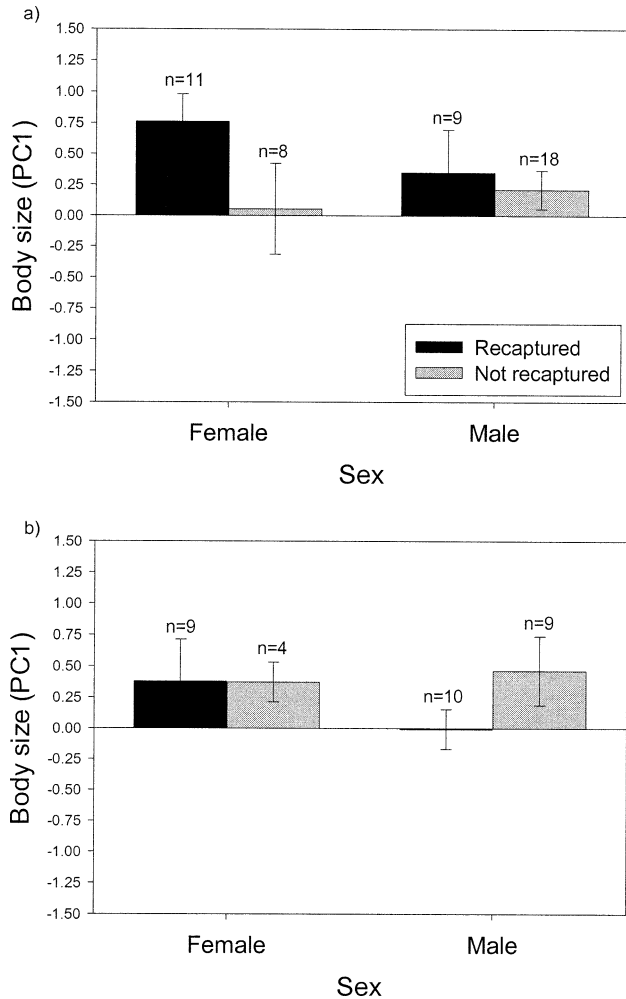 a)
Body size (PC1)
1.50
1.25
1.00
0.75
0.50
0.25
0.00
-0.25
-0.50
-0.75
-1.00
-1.25
-1.50
n=11
n=8
n=9
n=18
Recaptured
Not recaptured
Female Male
Sex
b)
Body size (PC1)
1.50
1.25
1.00
0.75
0.50
0.25
0.00
-0.25
-0.50
-0.75
-1.00
-1.25
-1.50
n=9
n=4
n=10
n=9
Female Male
Sex